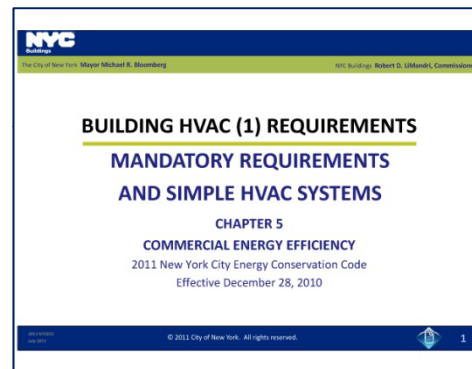 NYC
Buildings
The City of New York Mayor Michael R. Bloomberg
NYC Buildings Robert D. LiMandri, Commissioner
BUILDING HVAC (1) REQUIREMENTS
MANDATORY REQUIREMENTS
AND SIMPLE HVAC SYSTEMS
CHAPTER 5
COMMERCIAL ENERGY EFFICIENCY
2011 New York City Energy Conservation Code
Effective December 28, 2010
© 2011 City of New York. All rights reserved.
1